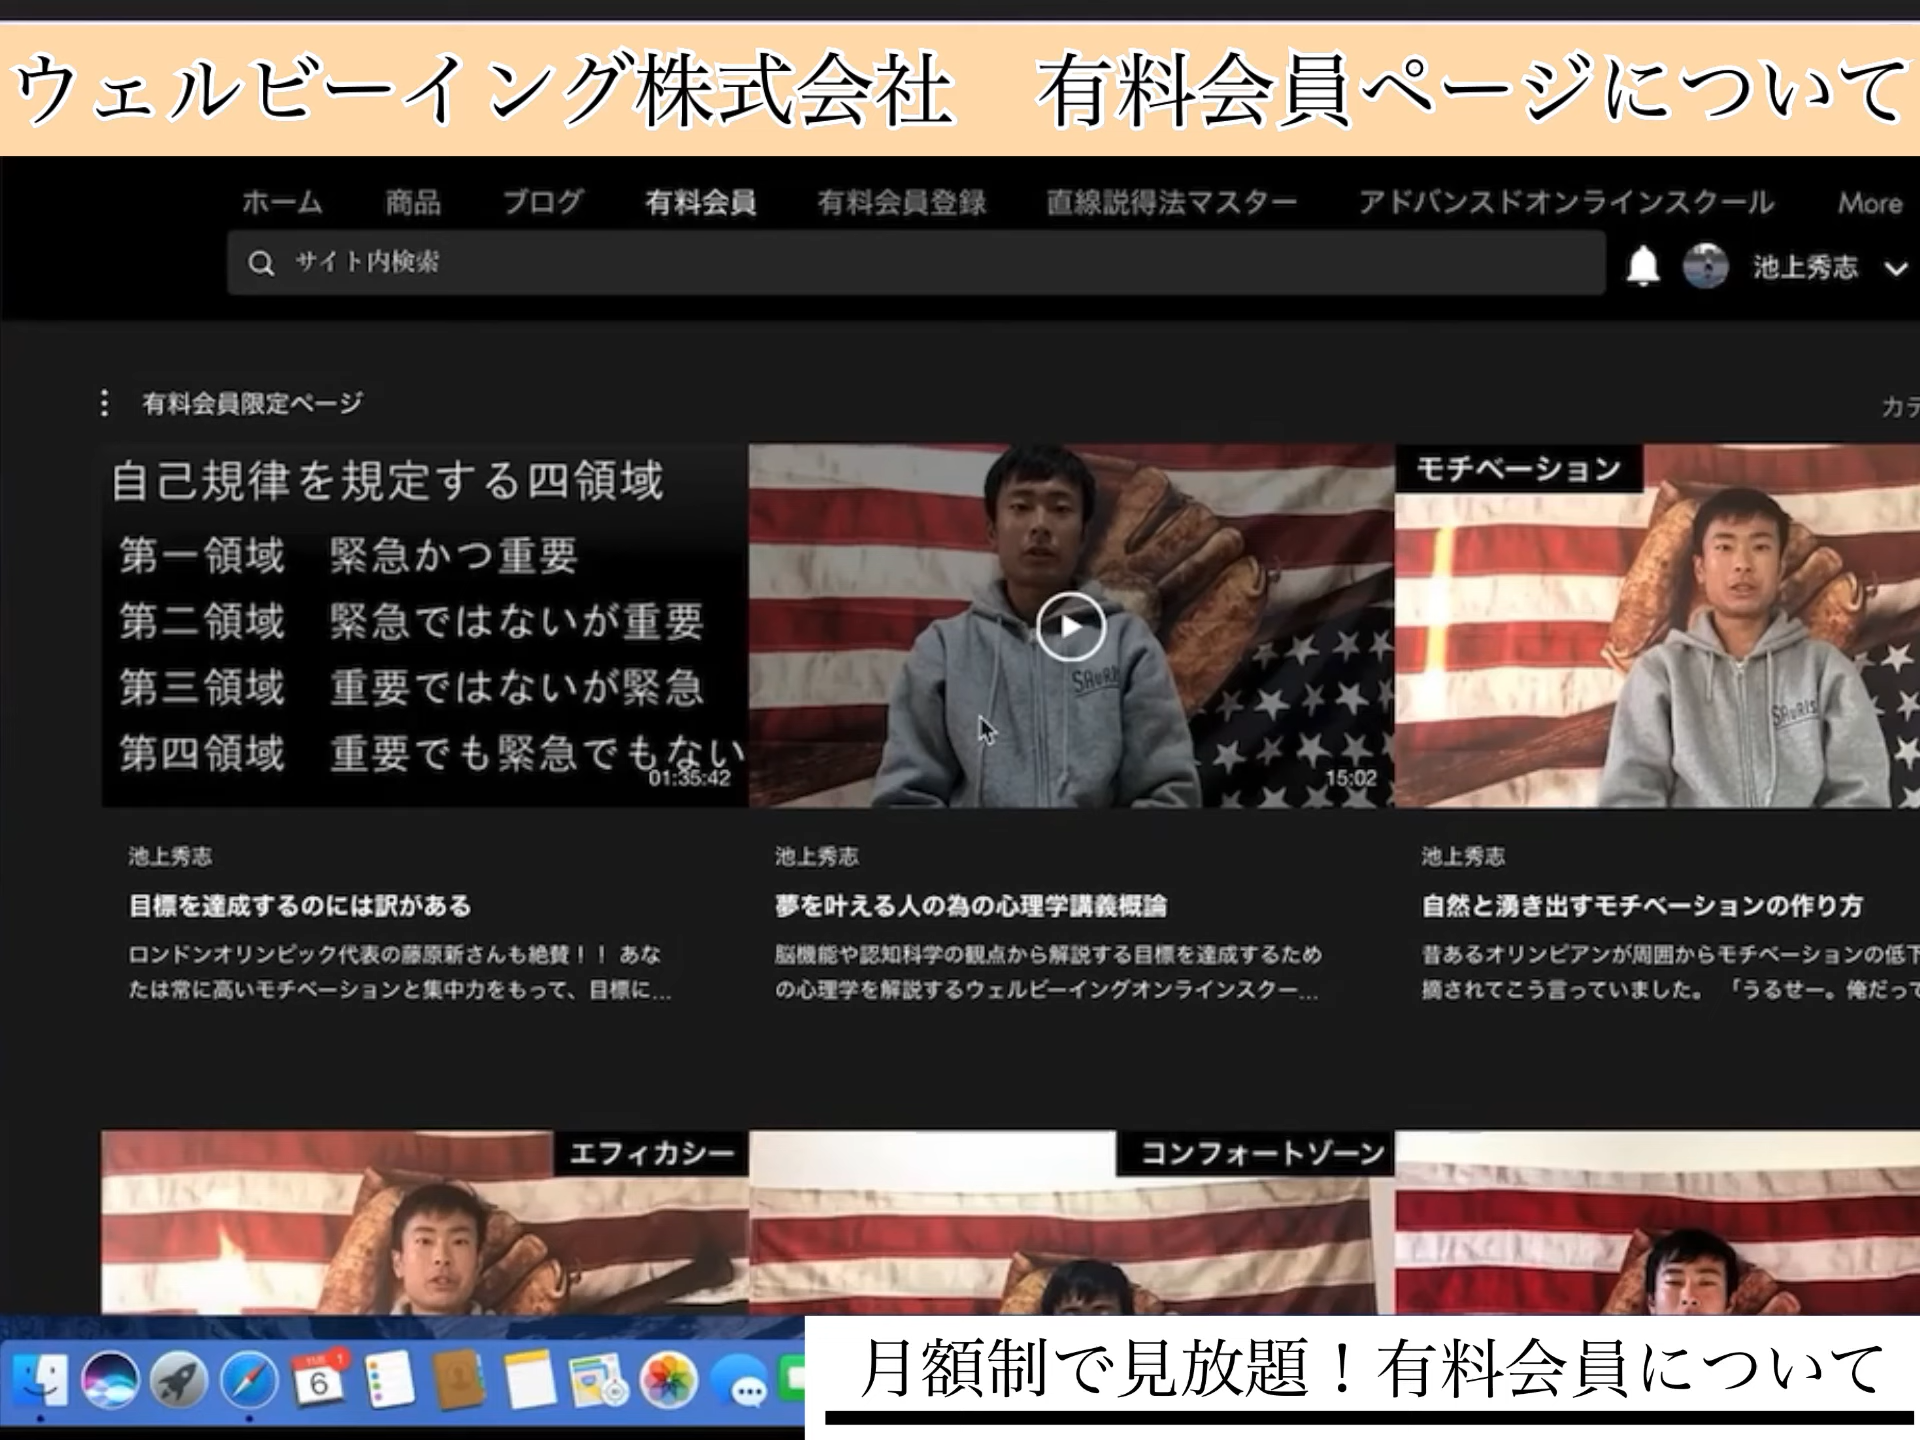 ウェルビーイング株式会社　有料会員ページについて
ホーム 商品 ブログ 有料会員 有料会員登録 直線説得法マスター アドバンスドオンラインスクール More
サイト内検索
池上秀志
有料会員限定ページ
カテ
自己規律を規定する四領域
第一領域　緊急かつ重要
第二領域　緊急ではないが重要
第三領域　重要ではないが緊急
第四領域　重要でも緊急でもない
01:35:42
15:02
モチベーション
SAuRIS
池上秀志
目標を達成するのには訳がある
ロンドンオリンピック代表の藤原新さんも絶賛！！ あな
たは常に高いモチベーションと集中力をもって、目標に...
池上秀志
夢を叶える人の為の心理学講義概論
脳機能や認知科学の観点から解説する目標を達成するため
の心理学を解説するウェルビーイングオンラインスクー...
池上秀志
自然と湧き出すモチベーションの作り方
昔あるオリンピアンが周囲からモチベーションの低下
摘されてこう言っていました。 「うるせー。俺だって
エフィカシー
コンフォートゾーン
6
1
月額制で見放題！有料会員について